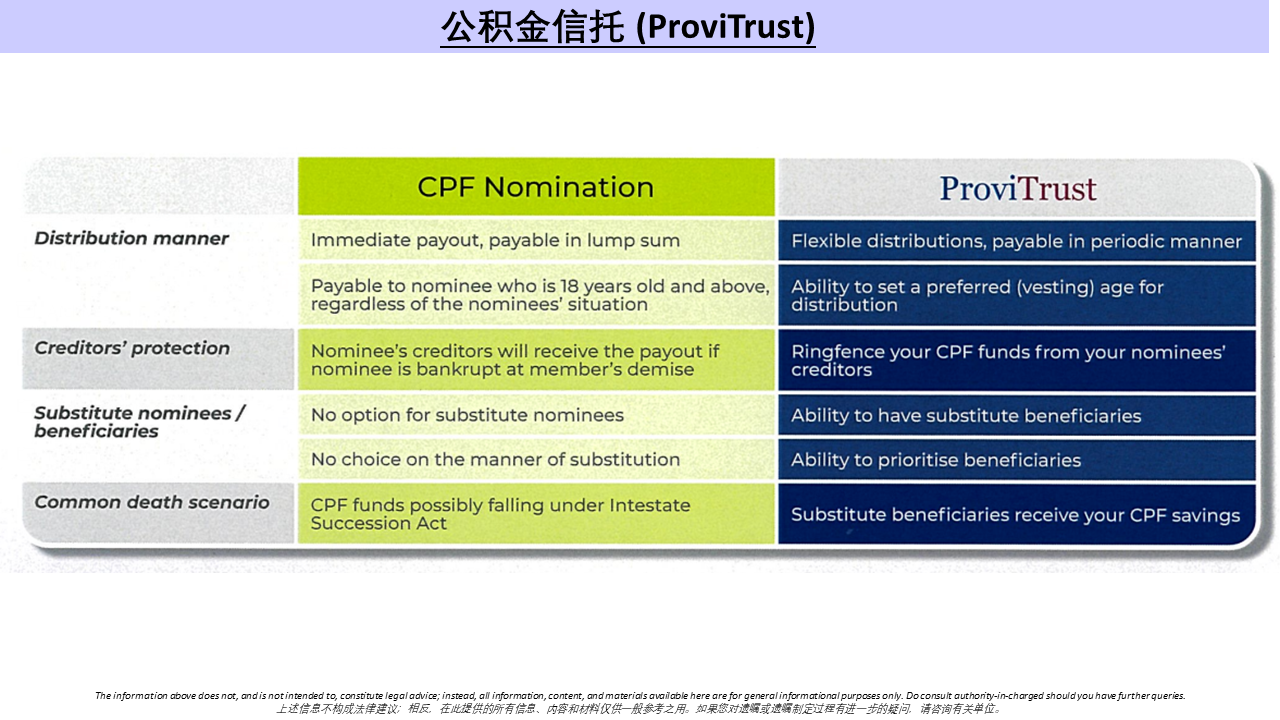 公积金信托 (ProviTrust)
CPF Nomination
ProviTrust
Distribution manner
Immediate payout, payable in lump sum
Flexible distributions, payable in periodic manner
Payable to nominee who is 18 years old and above,
regardless of the nominees' situation
Ability to set a preferred (vesting) age for
distribution
Creditors' protection
Nominee's creditors will receive the payout if
nominee is bankrupt at member's demise
Ringfence your CPF funds from your nominees'
creditors
Substitute nominees /
beneficiaries
No option for substitute nominees
Ability to have substitute beneficiaries
No choice on the manner of substitution
Ability to prioritise beneficiaries
Common death scenario
CPF funds possibly falling under Intestate
Succession Act
Substitute beneficiaries receive your CPF savings
The information above does not, and is not intended to, constitute legal advice; instead, all information, content, and materials available here are for general informational purposes only. Do consult authority-in-charged should you have further queries.
上述信息不构成法律建议；相反，在此提供的所有信息、内容和材料仅供一般参考之用。如果您对遗嘱或遗嘱制定过程有进一步的疑问，请咨询有关单位。